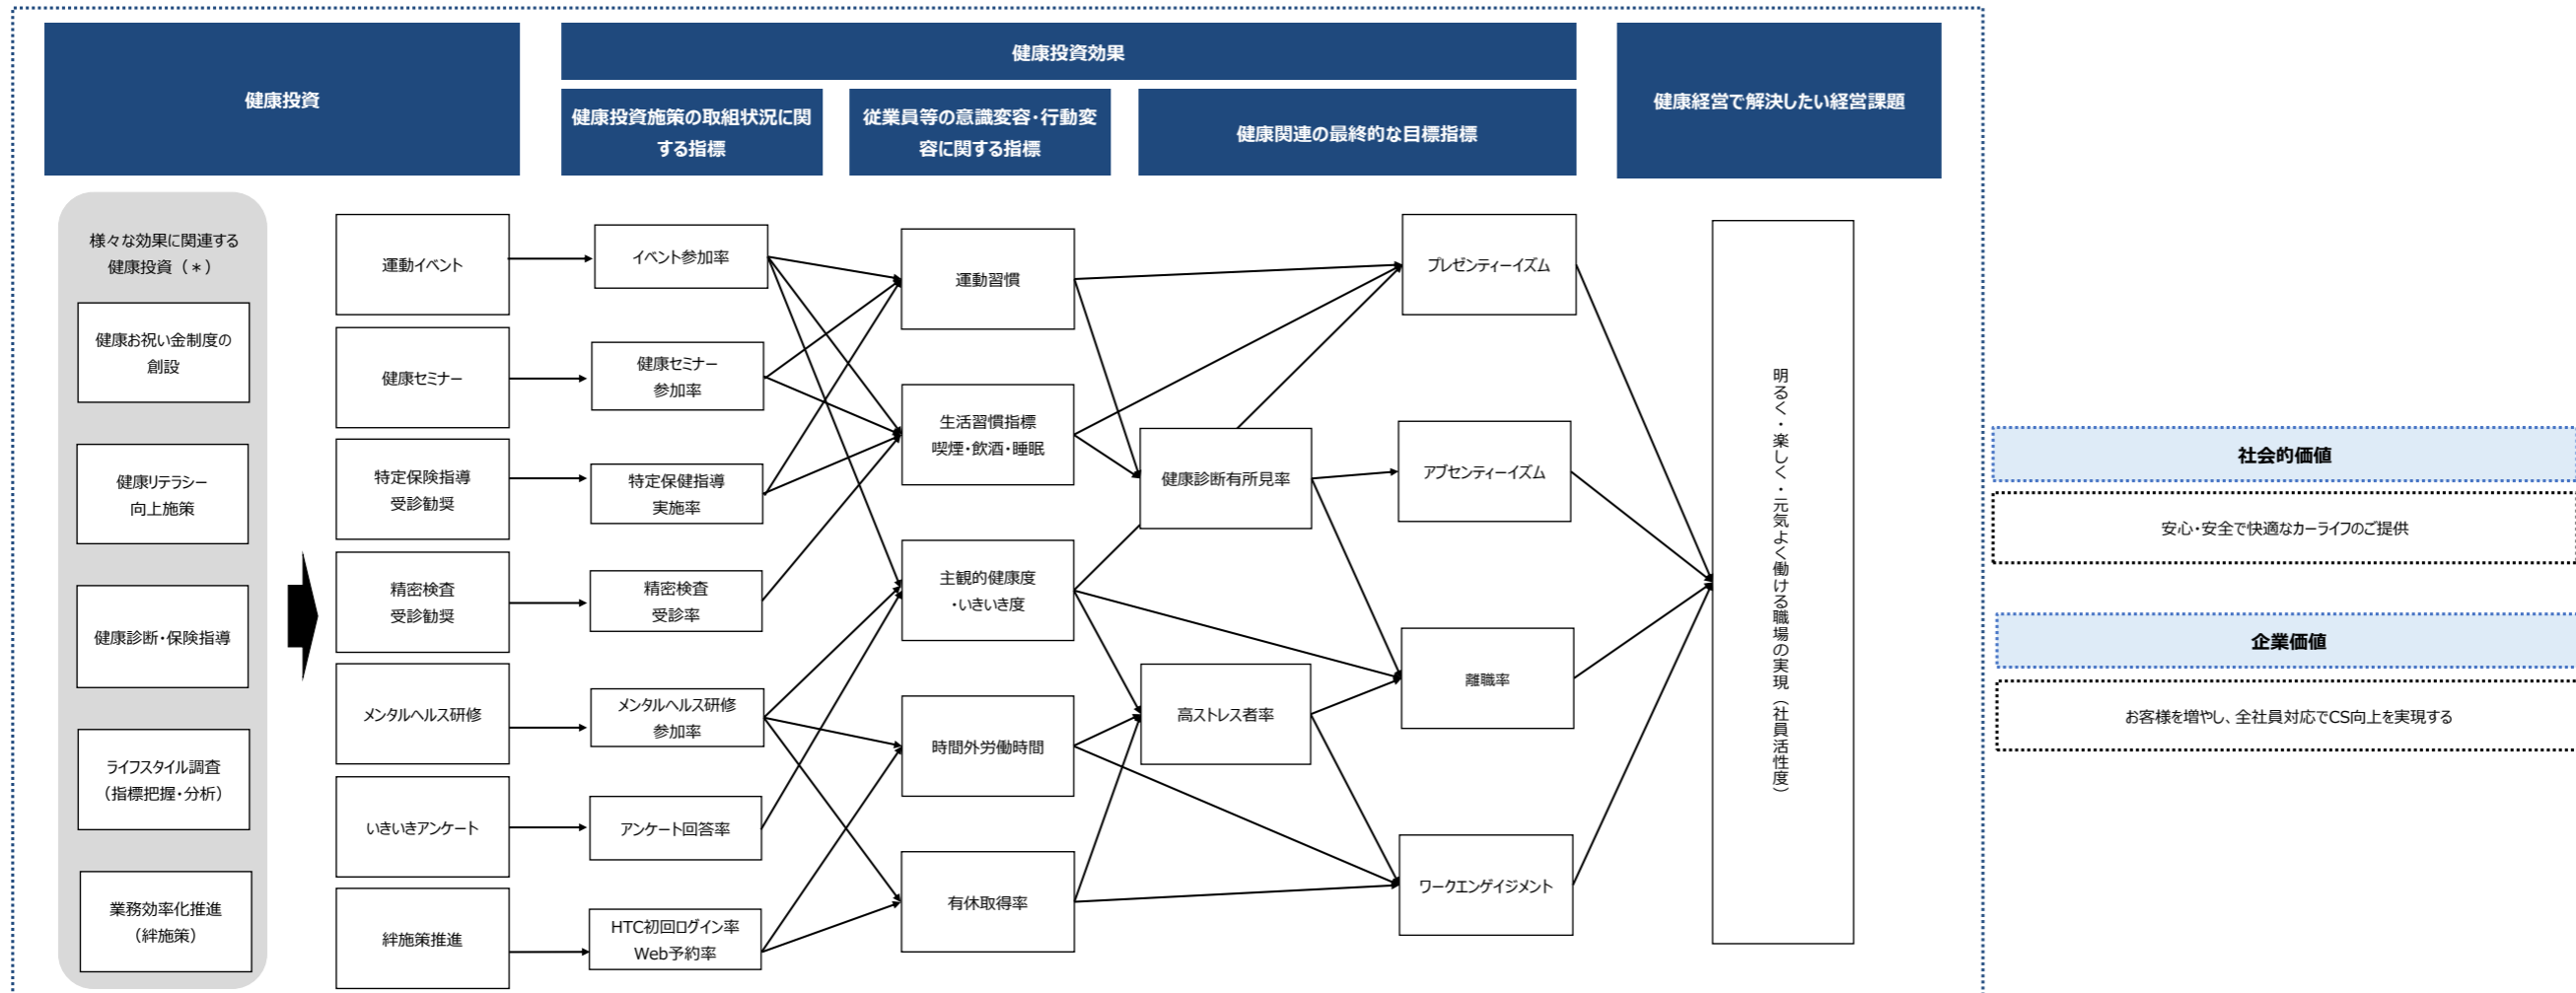 健康投資
健康投資効果
健康経営で解決したい経営課題
健康投資施策の取組状況に関
する指標
従業員等の意識変容・行動変
容に関する指標
健康関連の最終的な目標指標
様々な効果に関連する
健康投資（＊）
健康お祝い金制度の
創設
健康リテラシー
向上施策
健康診断・保険指導
ライフスタイル調査
（指標把握・分析）
業務効率化推進
（絆施策）
運動イベント
健康セミナー
特定保険指導
受診勧奨
精密検査
受診勧奨
メンタルヘルス研修
いきいきアンケート
絆施策推進
イベント参加率
健康セミナー
参加率
特定保健指導
実施率
精密検査
受診率
メンタルヘルス研修
参加率
アンケート回答率
HTC初回ログイン率
Web予約率
運動習慣
生活習慣指標
喫煙・飲酒・睡眠
主観的健康度
・いきいき度
時間外労働時間
有休取得率
健康診断有所見率
高ストレス者率
プレゼンティーイズム
アブセンティーイズム
離職率
ワークエンゲイジメント
明るく・楽しく・元気よく働ける職場の実現（社員活性度）
社会的価値
安心・安全で快適なカーライフのご提供
企業価値
お客様を増やし、全社員対応でCS向上を実現する